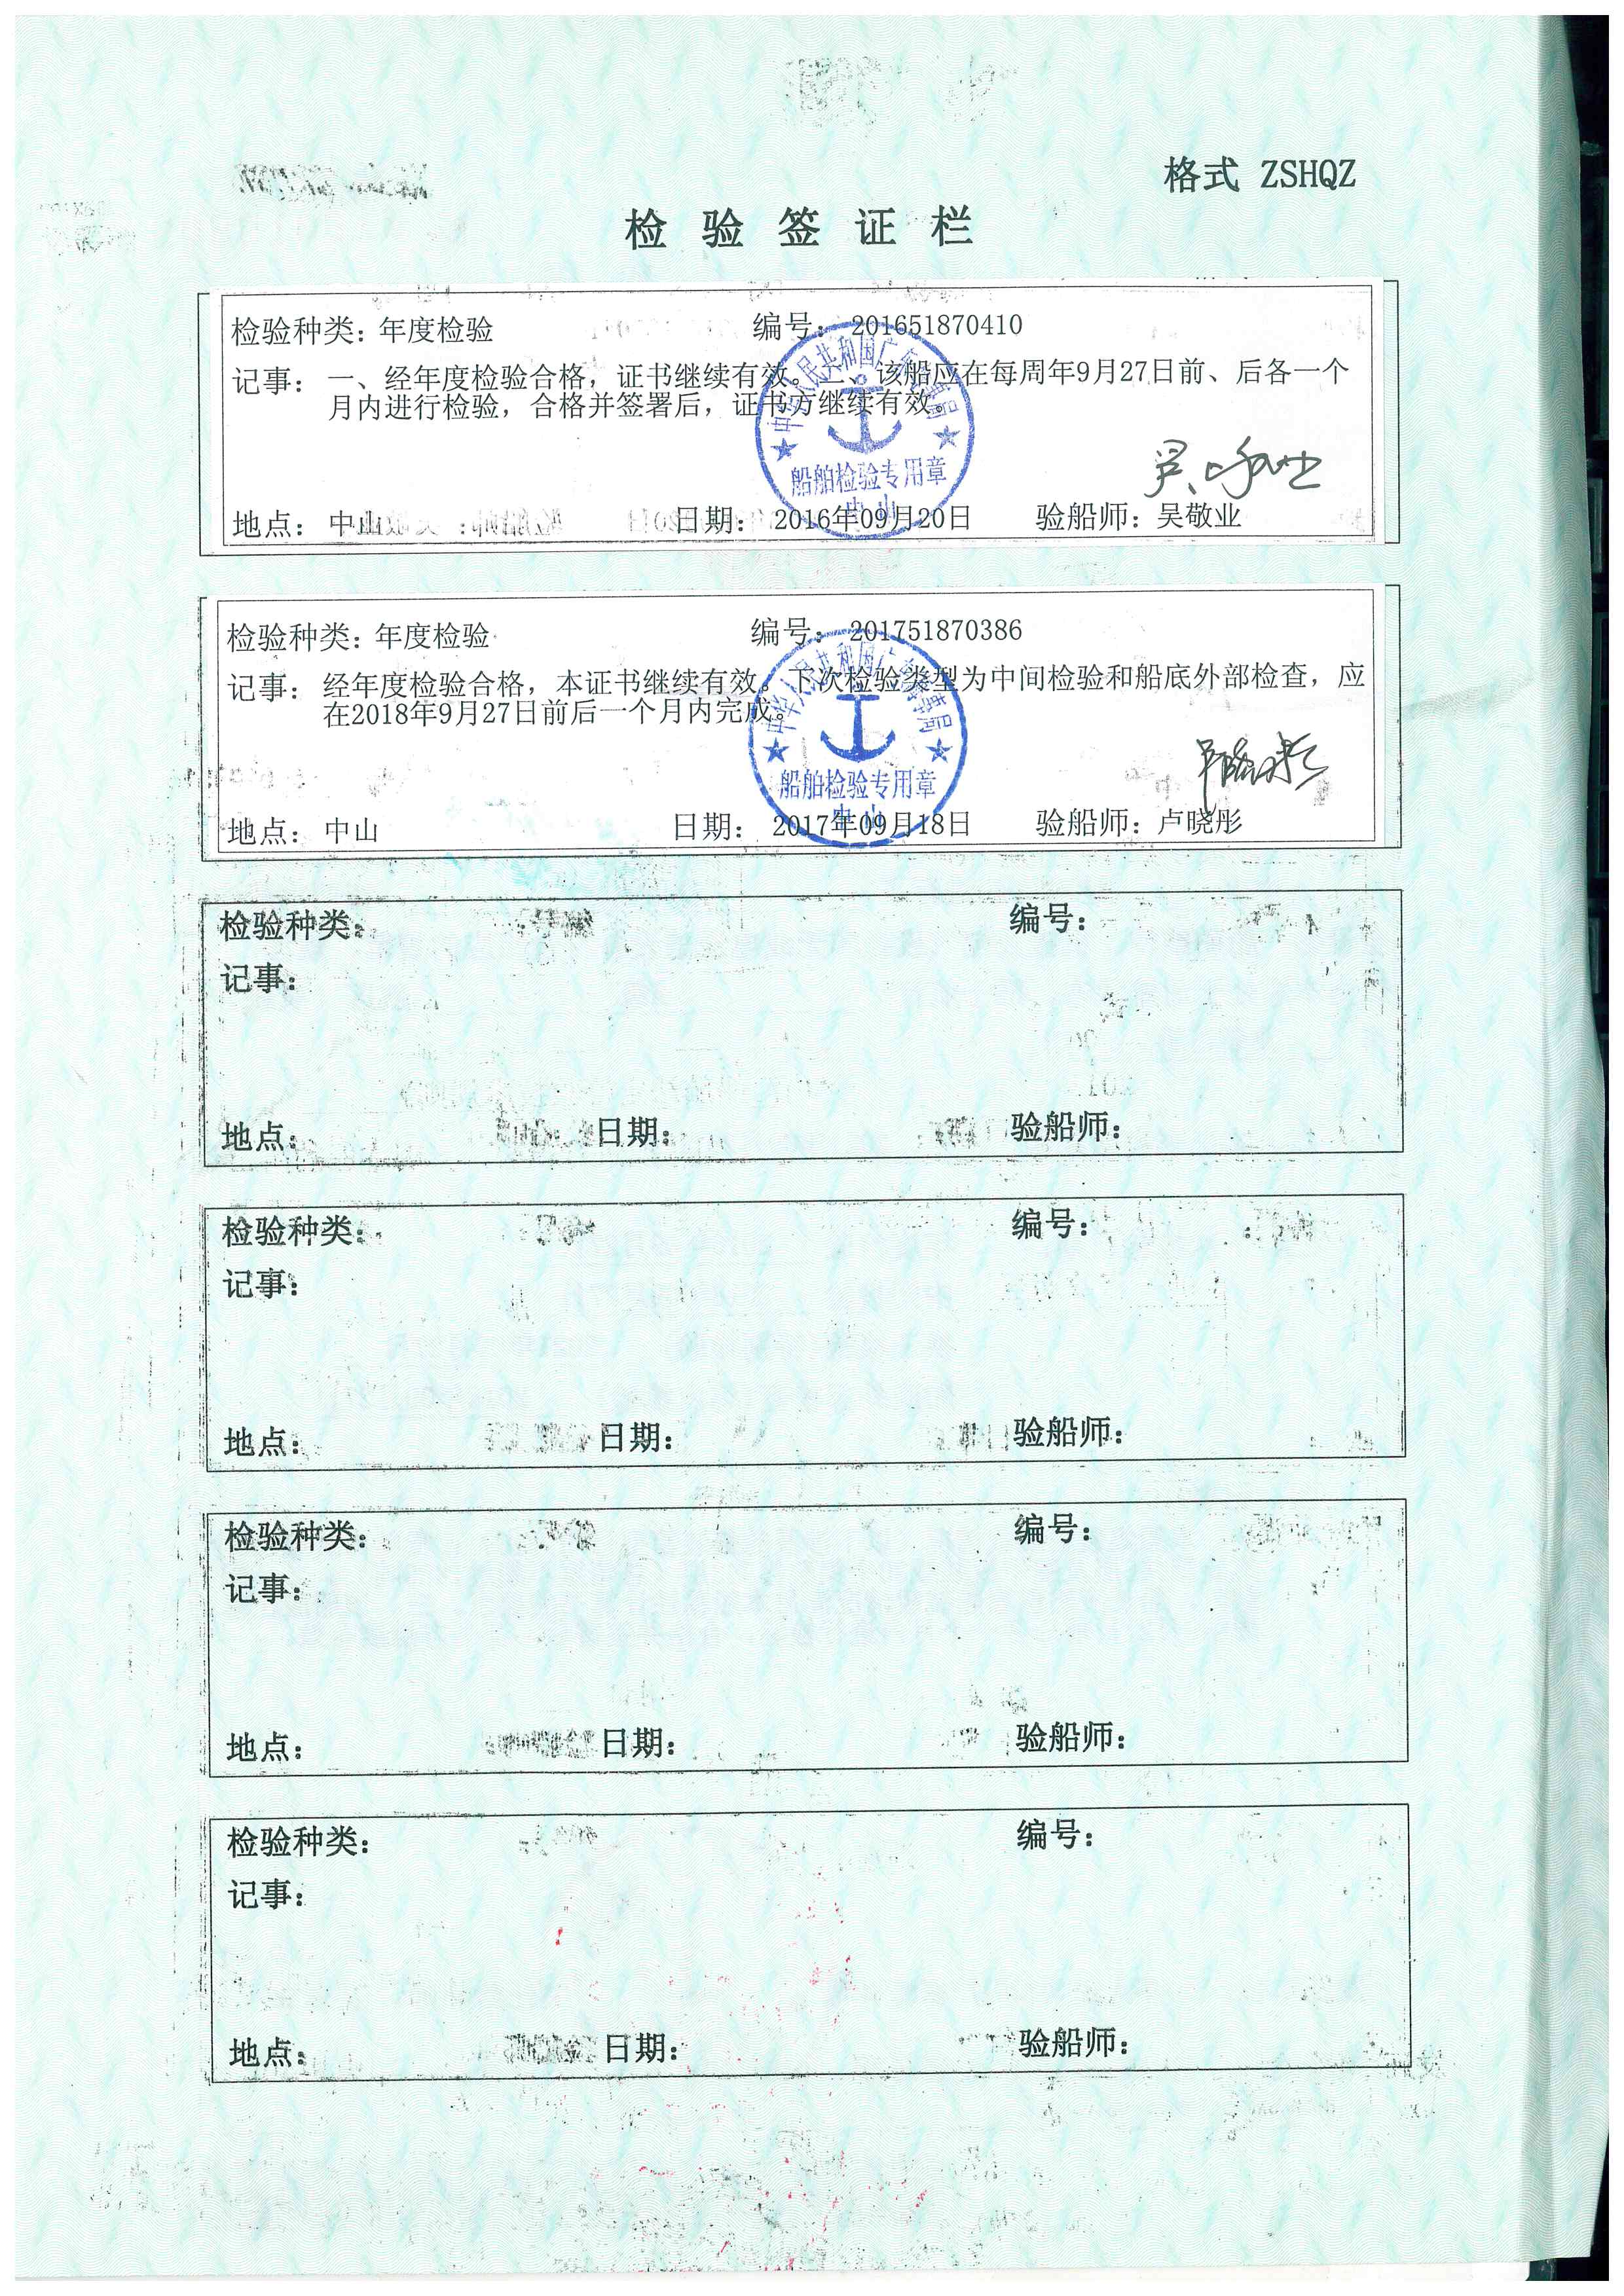 格式 ZSHQZ
检验签证栏
检验种类：年度检验 编号：201651870410
记事：一、经年度检验合格，证书继续有效。二、该船应在每周年9月27日前、后各一个
月内进行检验，合格并签署后，证书方继续有效。
中华人民共和国广东海事局
船舶检验专用章
中山
地点：中山 日期：2016年09月20日 验船师：吴敬业
检验种类：年度检验 编号：201751870386
记事：经年度检验合格，本证书继续有效。下次检验类型为中间检验和船底外部检查，应
在2018年9月27日前后一个月内完成。
中华人民共和国广东海事局
船舶检验专用章
中山
地点：中山 日期：2017年09月18日 验船师：卢晓彤
检验种类： 编号：
记事：
地点： 日期： 验船师：
检验种类： 编号：
记事：
地点： 日期： 验船师：
检验种类： 编号：
记事：
地点： 日期： 验船师：
检验种类： 编号：
记事：
地点： 日期： 验船师：